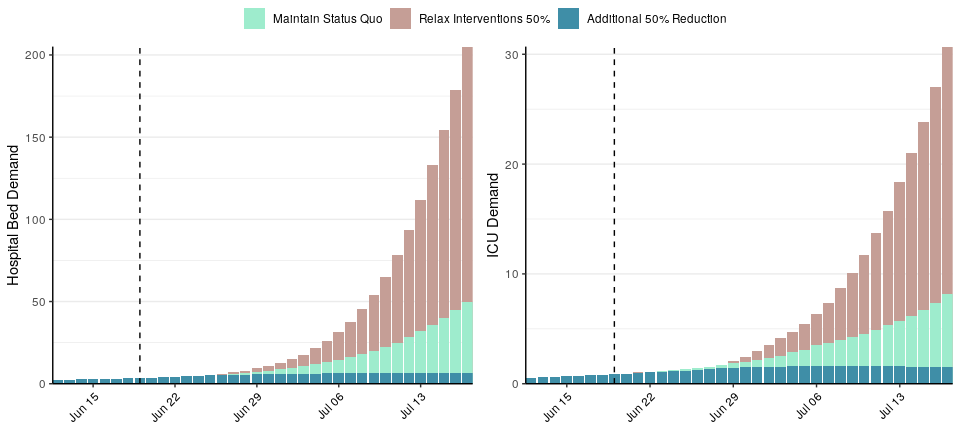 Maintain Status Quo Relax Interventions 50% Additional 50% Reduction
Hospital Bed Demand
200
150
100
50
0
Jun 15 Jun 22 Jun 29 Jul 06 Jul 13
ICU Demand
30
20
10
0
Jun 15 Jun 22 Jun 29 Jul 06 Jul 13